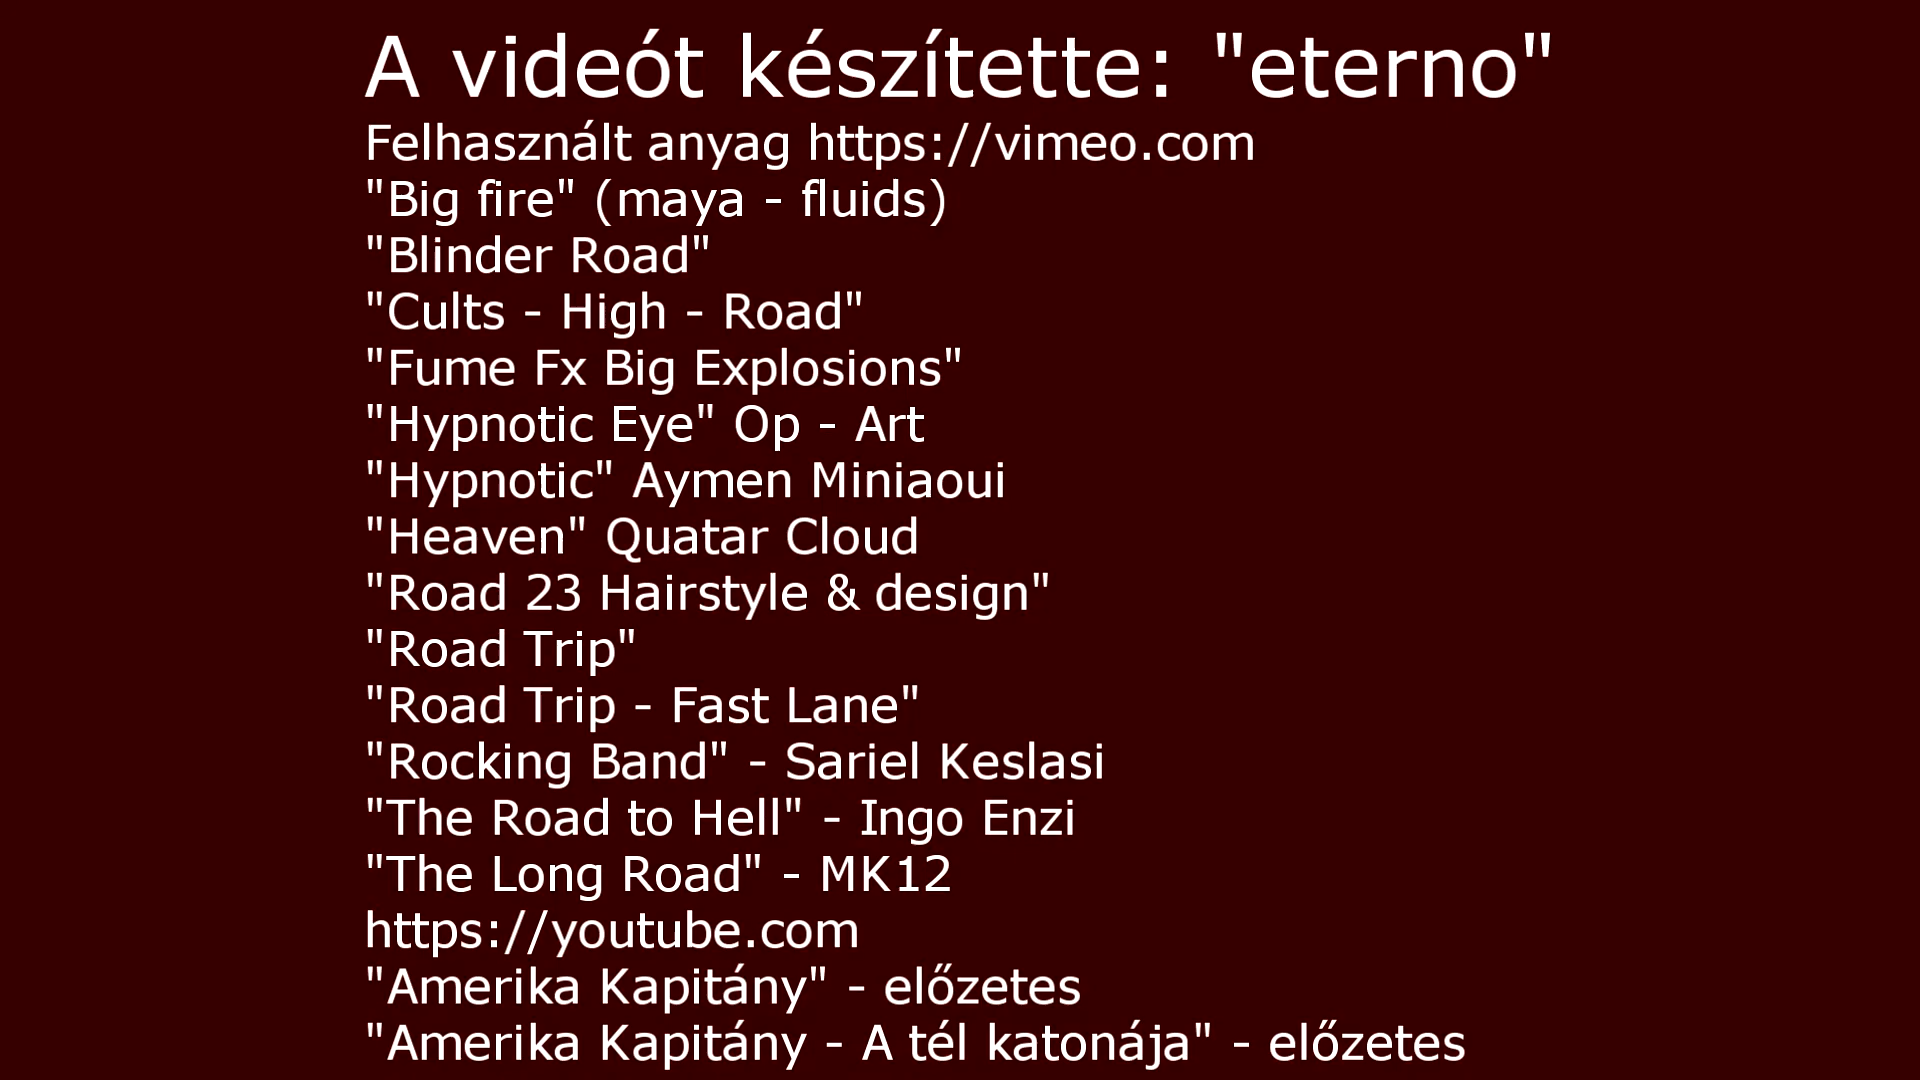 A videót készítette: "eterno"
Felhasznált anyag https://vimeo.com
"Big fire" (maya - fluids)
"Blinder Road"
"Cults - High - Road"
"Fume Fx Big Explosions"
"Hypnotic Eye" Op - Art
"Hypnotic" Aymen Miniaoui
"Heaven" Quatar Cloud
"Road 23 Hairstyle & design"
"Road Trip"
"Road Trip - Fast Lane"
"Rocking Band" - Sariel Keslasi
"The Road to Hell" - Ingo Enzi
"The Long Road" - MK12
https://youtube.com
"Amerika Kapitány" - előzetes
"Amerika Kapitány - A tél katonája" - előzetes